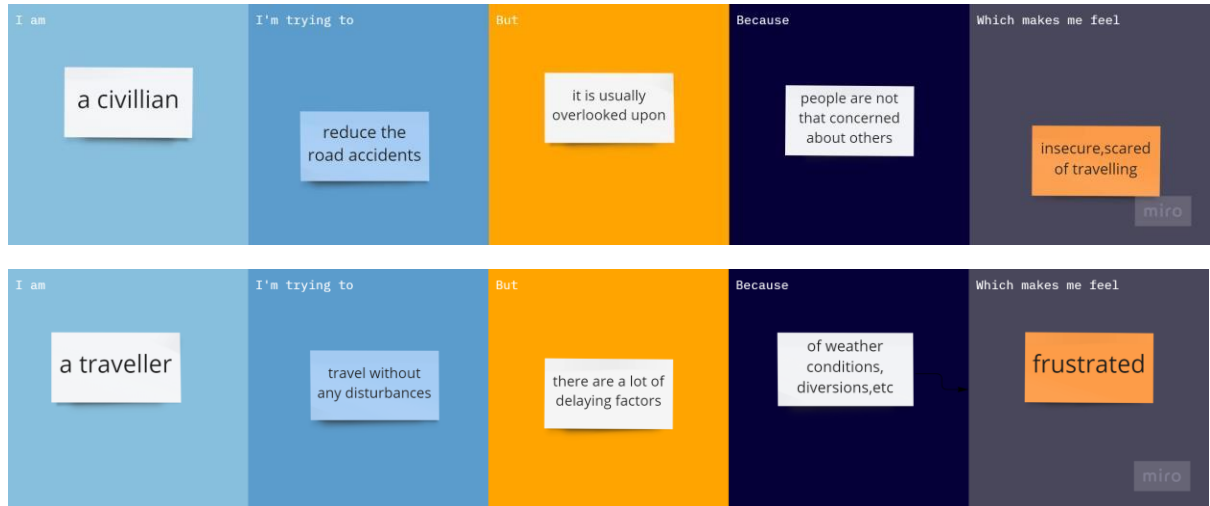 I am
I'm trying to
But
Because
Which makes me feel
a civillian
reduce the
road accidents
it is usually
overlooked upon
people are not
that concerned
about others
insecure,scared
of travelling
miro
I am
I'm trying to
But
Because
Which makes me feel
a traveller
travel without
any disturbances
there are a lot of
delaying factors
of weather
conditions,
diversions,etc
frustrated
miro